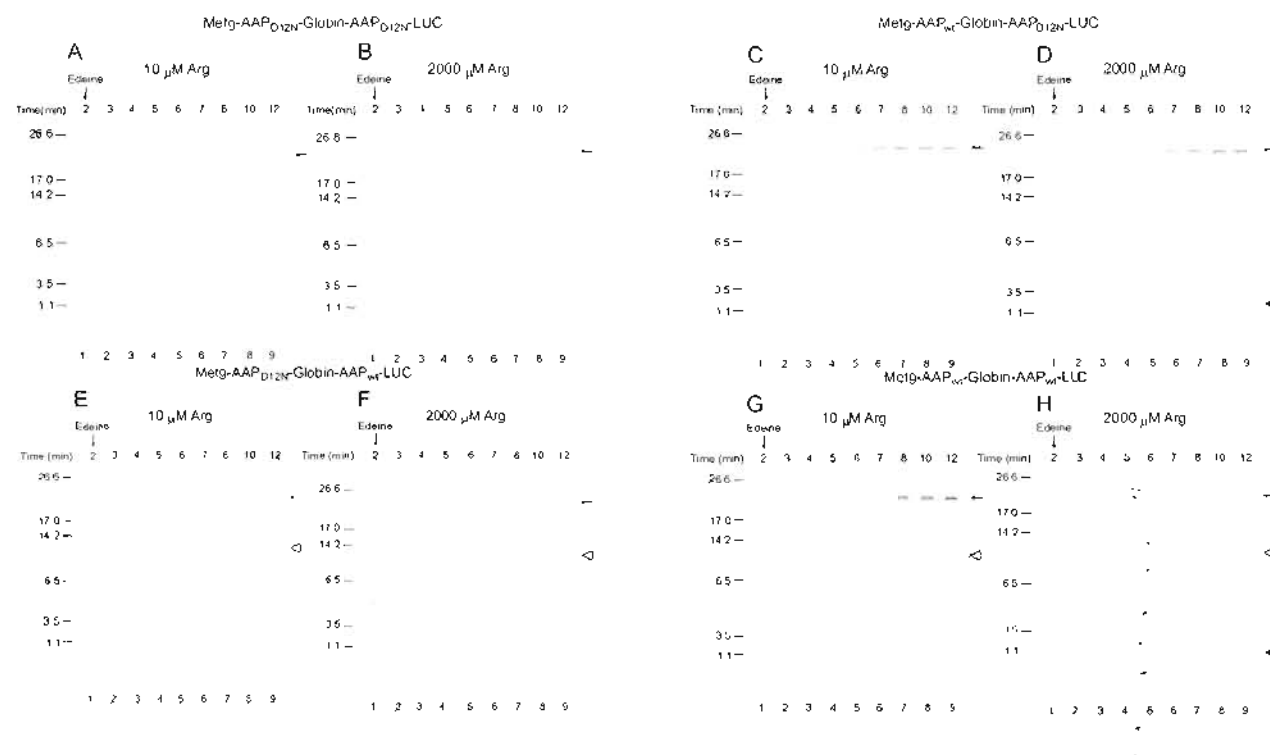 Metg-AAP D12N-Globin-AAP D12N-LUC
A
10 µM Arg
Edeine
Time(min) 2 3 4 5 6 7 8 10 12
26 6
17 0
14 2
6 5
3 5
1 1
1 2 3 4 5 6 7 8 9
B
2000 µM Arg
Edeine
Time(min) 2 3 4 5 6 7 8 10 12
26 6
17 0
14 2
6 5
3 5
1 1
1 2 3 4 5 6 7 8 9
Metg-AAPwt-Globin-AAP D12N-LUC
C
10 µM Arg
Edeine
Time (min) 2 3 4 5 6 7 8 10 12
26 6
14 2
6 5
3 5
1 1
1 2 3 4 5 6 7 8 9
D
2000 µM Arg
Edeine
Time (min) 2 3 4 5 6 7 8 10 12
26 6
17 0
14 2
6 5
3 5
1 1
1 2 3 4 5 6 7 8 9
Metg-AAP D12N-Globin-AAPwt-LUC
E
10 µM Arg
Edeine
Time (min) 2 3 4 5 6 7 8 10 12
26 6
17 0
14 2
6 5
3 5
1 1
1 2 3 4 5 6 7 8 9
F
2000 µM Arg
Edeine
Time (min) 2 3 4 5 6 7 8 10 12
26 6
17 0
14 2
6 5
3 5
1 1
1 2 3 4 5 6 7 8 9
Metg-AAPwt-Globin-AAPwt-LUC
G
10 µM Arg
Edeine
Time (min) 2 3 4 5 6 7 8 10 12
26 6
17 0
14 2
6 5
3 5
1 1
1 2 3 4 5 6 7 8 9
H
2000 µM Arg
Edeine
Time (min) 2 3 4 5 6 7 8 10 12
26 6
17 0
14 2
6 5
1 1
1 2 3 4 5 6 7 8 9